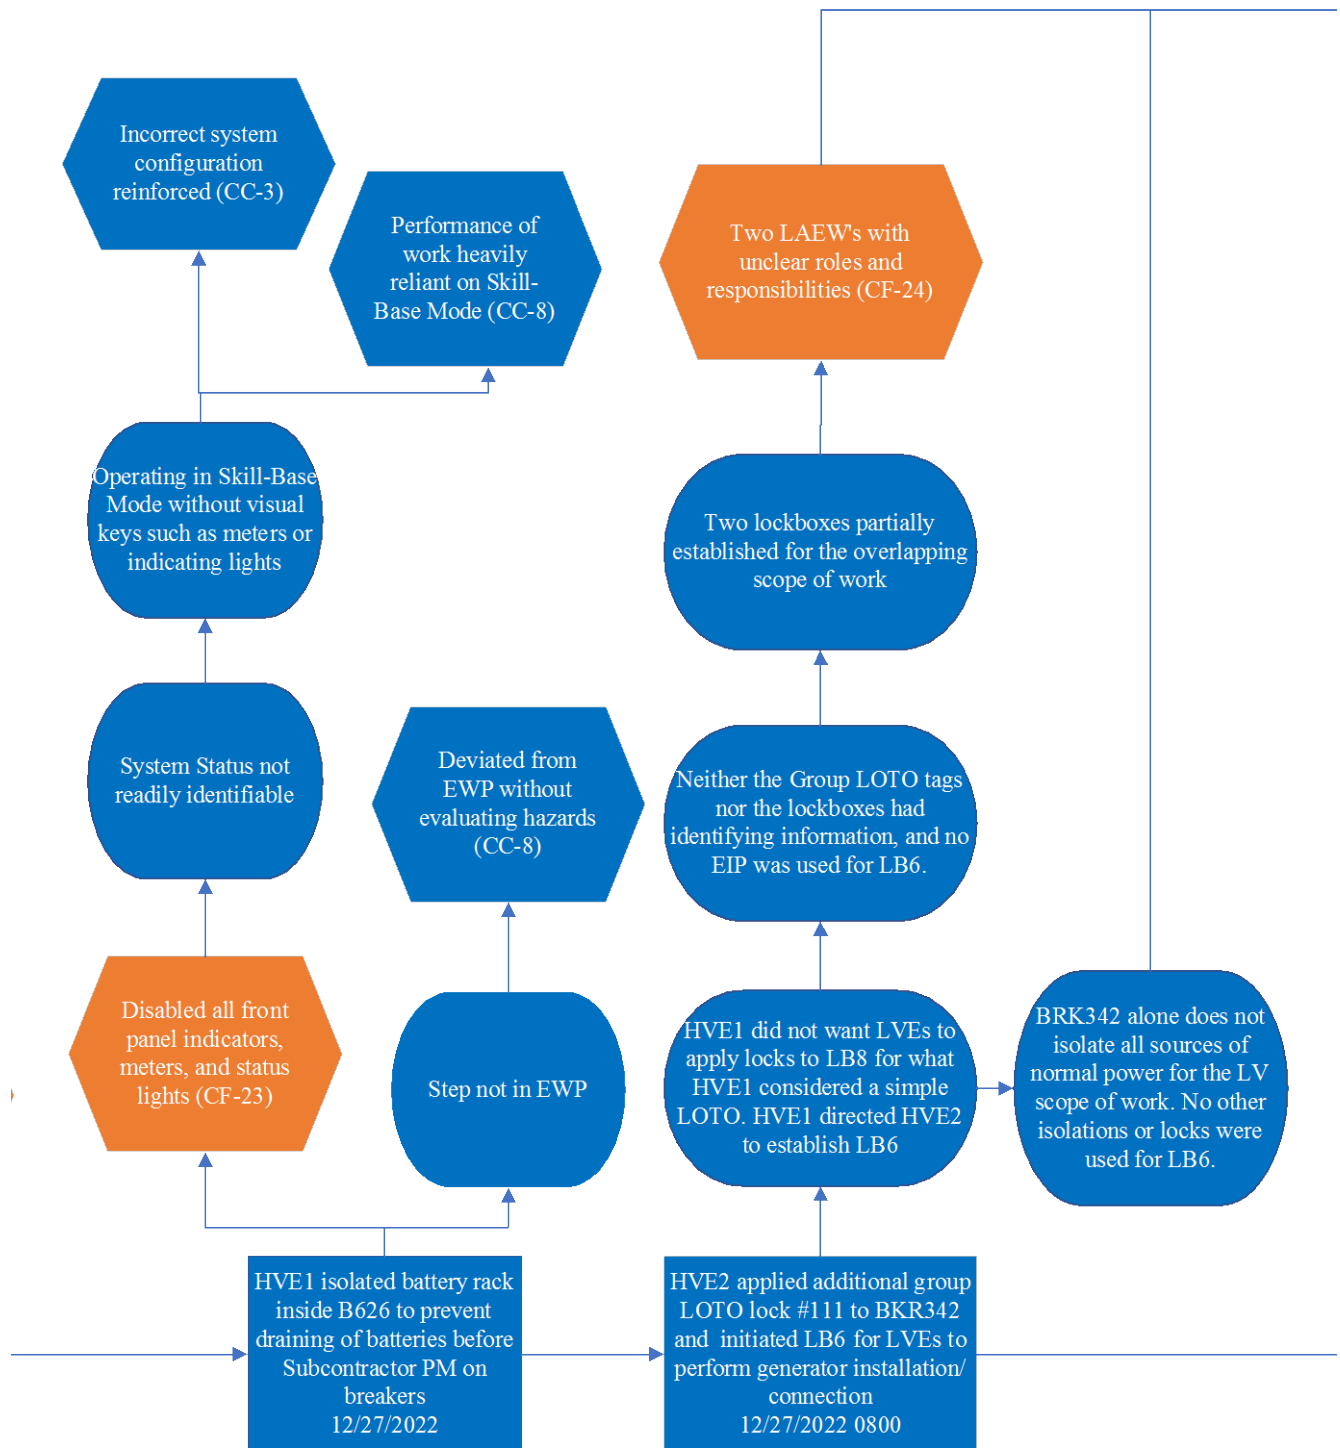 Incorrect system
configuration
reinforced (CC-3)
Performance of
work heavily
reliant on Skill-
Base Mode (CC-8)
Two LAEW's with
unclear roles and
responsibilities (CF-24)
Operating in Skill-Base
Mode without visual
keys such as meters or
indicating lights
Two lockboxes partially
established for the overlapping
scope of work
System Status not
readily identifiable
Deviated from
EWP without
evaluating hazards
(CC-8)
Neither the Group LOTO tags
nor the lockboxes had
identifying information, and no
EIP was used for LB6.
Disabled all front
panel indicators,
meters, and status
lights (CF-23)
Step not in EWP
HVE1 did not want LVEs to
apply locks to LB8 for what
HVE1 considered a simple
LOTO. HVE1 directed HVE2
to establish LB6
BRK342 alone does not
isolate all sources of
normal power for the LV
scope of work. No other
isolations or locks were
used for LB6.
HVE1 isolated battery rack
inside B626 to prevent
draining of batteries before
Subcontractor PM on
breakers
12/27/2022
HVE2 applied additional group
LOTO lock #111 to BKR342
and initiated LB6 for LVEs to
perform generator installation/
connection
12/27/2022 0800